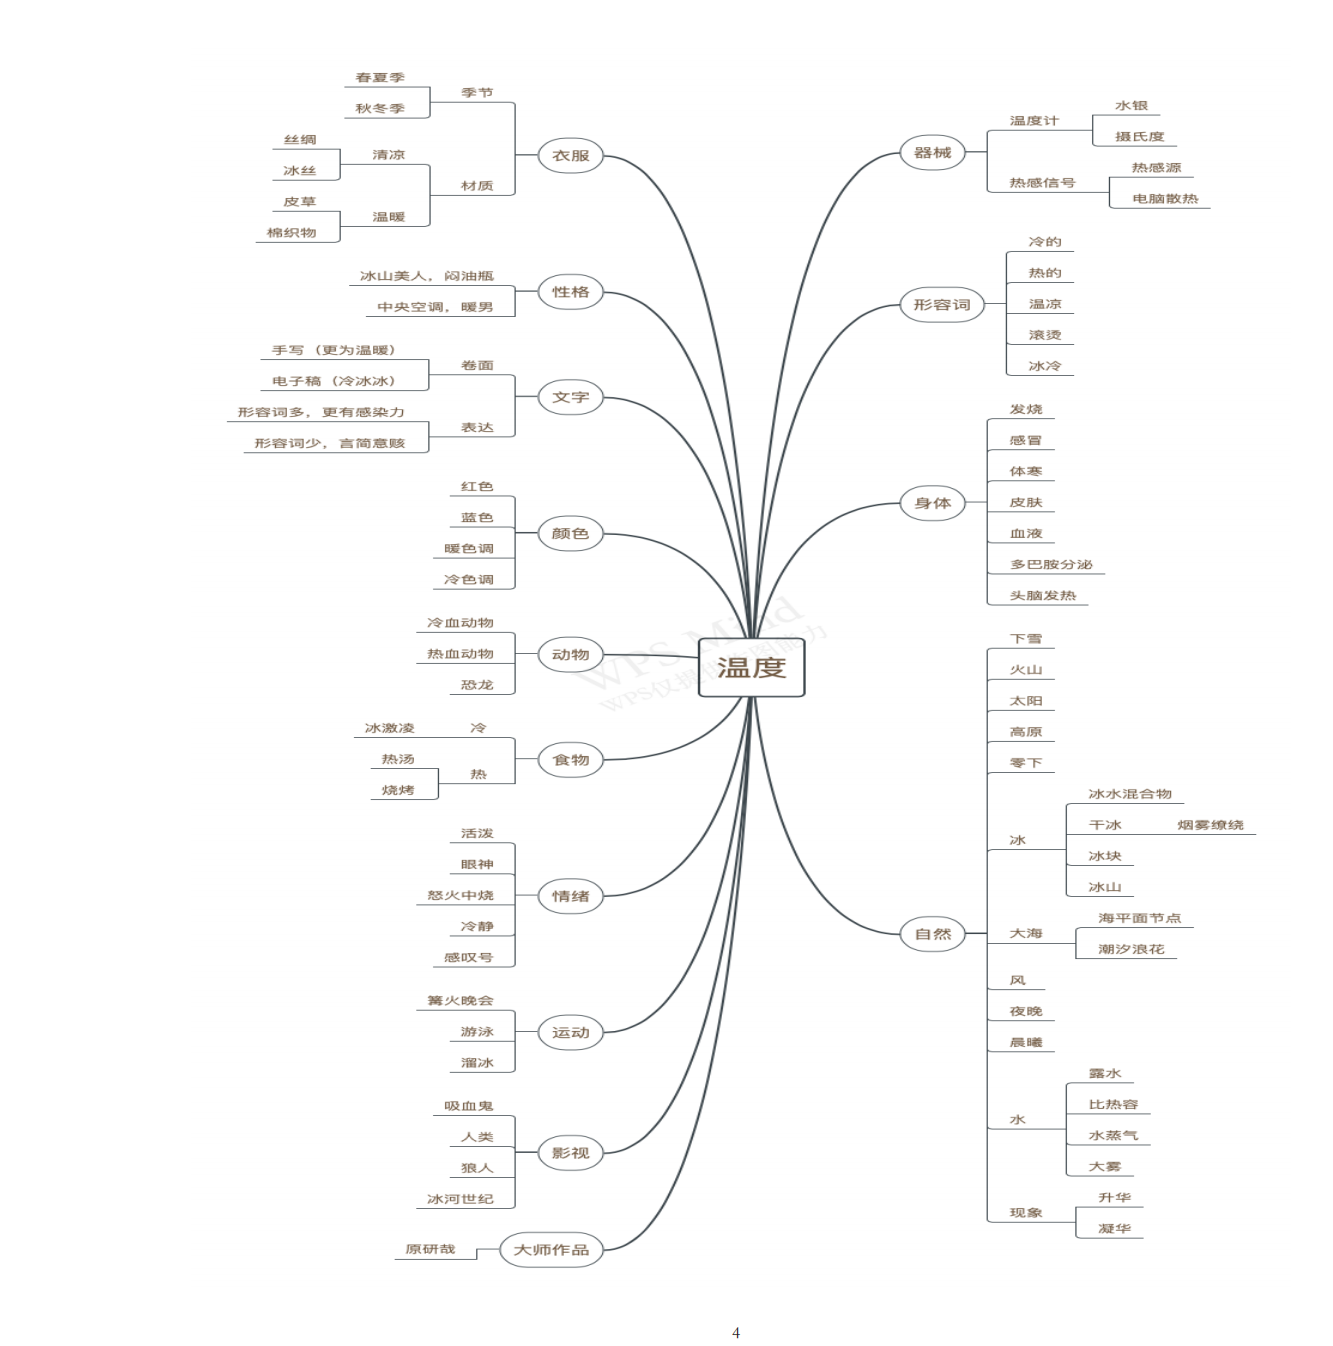 温度
衣服
季节
春夏季
秋冬季
材质
清凉
丝绸
冰丝
温暖
皮草
棉织物
性格
冰山美人，闷油瓶
中央空调，暖男
文字
卷面
手写（更为温暖）
电子稿（冷冰冰）
表达
形容词多，更有感染力
形容词少，言简意赅
颜色
红色
蓝色
暖色调
冷色调
动物
冷血动物
热血动物
恐龙
食物
冷
冰激凌
热
热汤
烧烤
情绪
活泼
眼神
怒火中烧
冷静
感叹号
运动
篝火晚会
游泳
溜冰
影视
吸血鬼
人类
狼人
冰河世纪
大师作品
原研哉
器械
温度计
水银
摄氏度
热感信号
热感源
电脑散热
形容词
冷的
热的
温凉
滚烫
冰冷
身体
发烧
感冒
体寒
皮肤
血液
多巴胺分泌
头脑发热
自然
下雪
火山
太阳
高原
零下
冰
冰水混合物
干冰
烟雾缭绕
冰块
冰山
大海
海平面节点
潮汐浪花
风
夜晚
晨曦
水
露水
比热容
水蒸气
大雾
现象
升华
凝华
WPS Mind
4